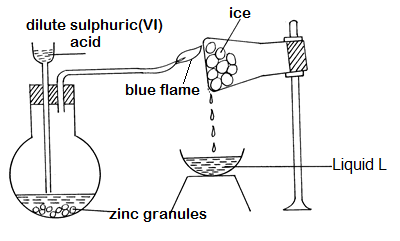 dilute sulphuric(VI)
acid
ice
blue flame
Liquid L
zinc granules